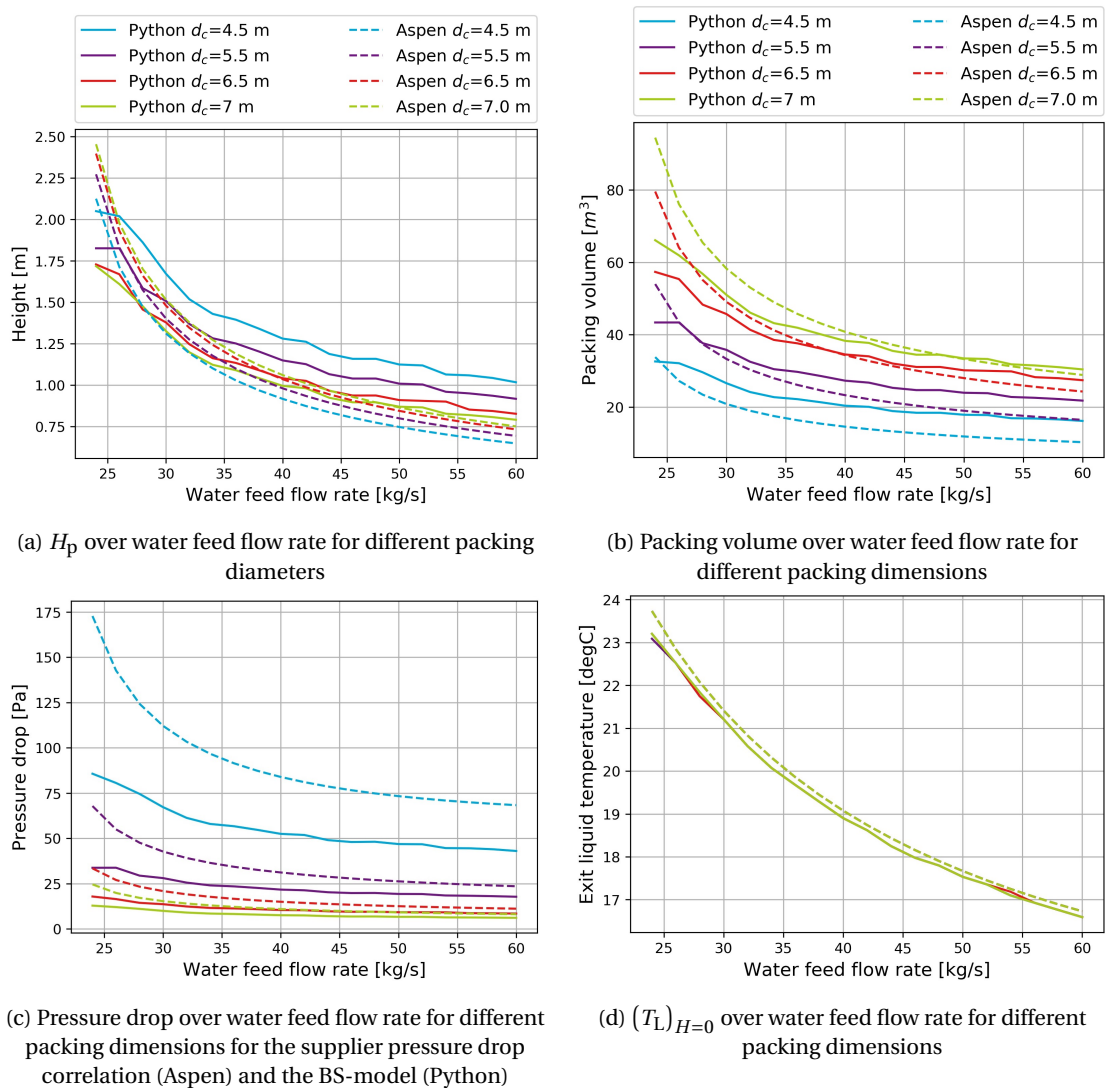 Python d_c=4.5 m
Python d_c=5.5 m
Python d_c=6.5 m
Python d_c=7 m
Aspen d_c=4.5 m
Aspen d_c=5.5 m
Aspen d_c=6.5 m
Aspen d_c=7.0 m
2.50
2.25
2.00
1.75
1.50
1.25
1.00
0.75
Height [m]
25 30 35 40 45 50 55 60
Water feed flow rate [kg/s]
(a) H_p over water feed flow rate for different packing
diameters
Python d_c=4.5 m
Python d_c=5.5 m
Python d_c=6.5 m
Python d_c=7 m
Aspen d_c=4.5 m
Aspen d_c=5.5 m
Aspen d_c=6.5 m
Aspen d_c=7.0 m
80
60
40
20
Packing volume [m^3]
25 30 35 40 45 50 55 60
Water feed flow rate [kg/s]
(b) Packing volume over water feed flow rate for
different packing dimensions
175
150
125
100
75
50
25
0
Pressure drop [Pa]
25 30 35 40 45 50 55 60
Water feed flow rate [kg/s]
(c) Pressure drop over water feed flow rate for different
packing dimensions for the supplier pressure drop
correlation (Aspen) and the BS-model (Python)
24
23
22
21
20
19
18
17
Exit liquid temperature [degC]
25 30 35 40 45 50 55 60
Water feed flow rate [kg/s]
(d) (T_L)_{H=0} over water feed flow rate for different
packing dimensions